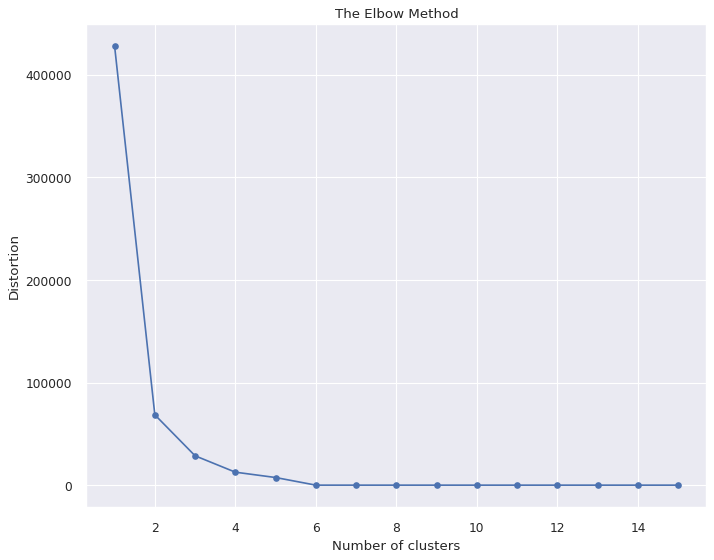 The Elbow Method
400000
300000
200000
100000
0
Distortion
2 4 6 8 10 12 14
Number of clusters